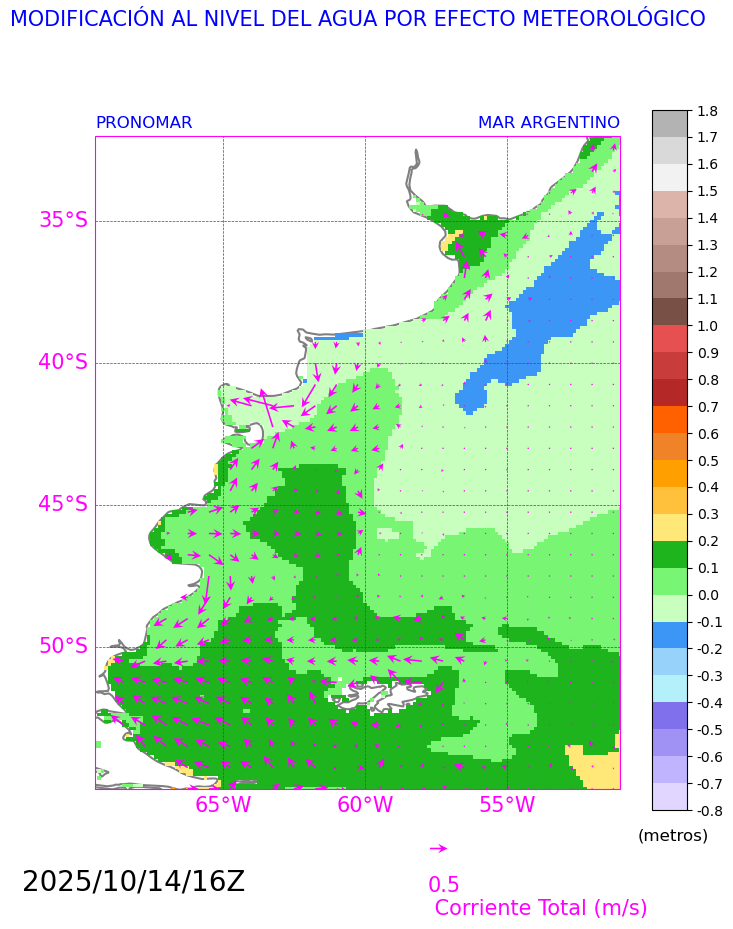 MODIFICACIÓN AL NIVEL DEL AGUA POR EFECTO METEOROLÓGICO
PRONOMAR MAR ARGENTINO
35°S
40°S
45°S
50°S
65°W 60°W 55°W
1.8
1.7
1.6
1.5
1.4
1.3
1.2
1.1
1.0
0.9
0.8
0.7
0.6
0.5
0.4
0.3
0.2
0.1
0.0
-0.1
-0.2
-0.3
-0.4
-0.5
-0.6
-0.7
-0.8
(metros)
2025/10/14/16Z
0.5
Corriente Total (m/s)